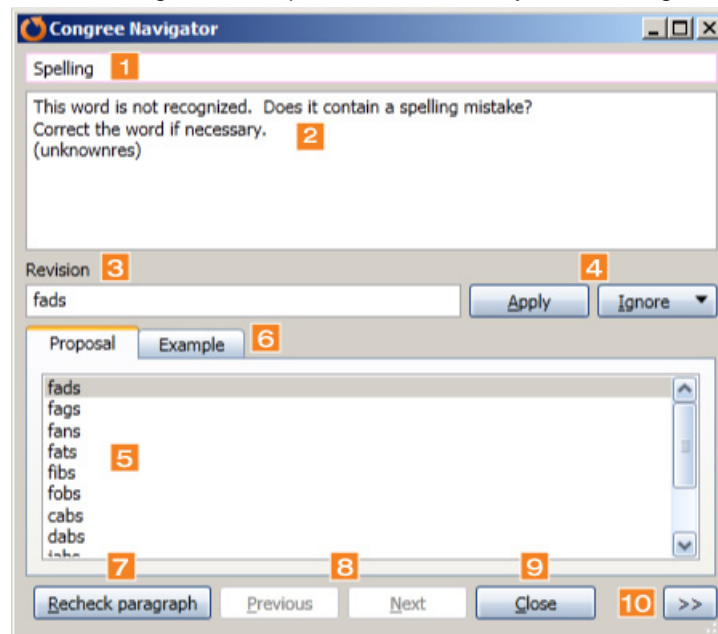 Congree Navigator
Spelling 1
This word is not recognized. Does it contain a spelling mistake?
Correct the word if necessary. 2
(unknownres)
Revision 3 4
fads Apply Ignore
Proposal Example 6
fads
fags
fans
fats
fibs 5
fobs
cabs
dabs
7 8 9
Recheck paragraph Previous Next Close 10 >>